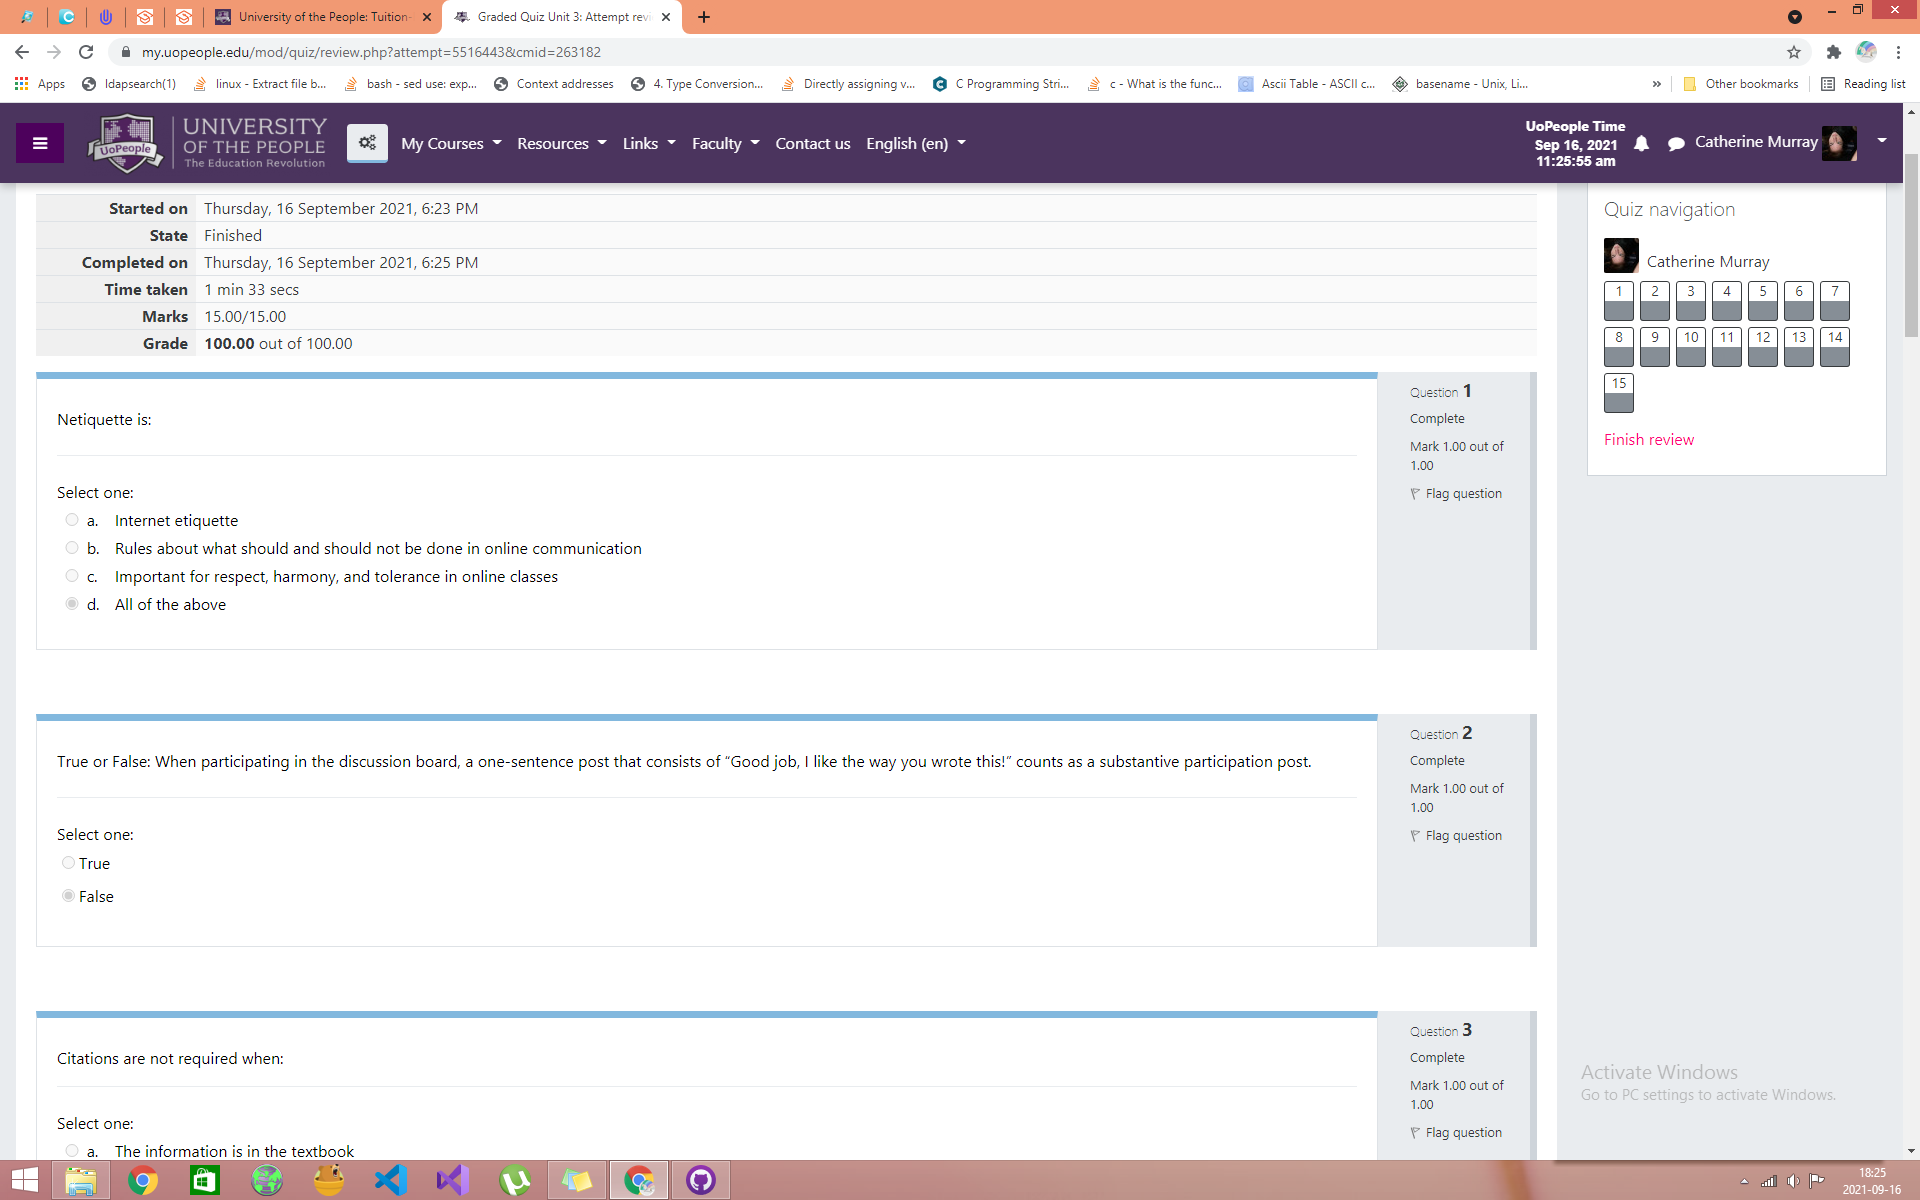 University of the People: Tuition-
Graded Quiz Unit 3: Attempt revi
my.uopeople.edu/mod/quiz/review.php?attempt=5516443&cmid=263182
Apps
ldapsearch(1)
linux - Extract file b...
bash - sed use: exp...
Context addresses
4. Type Conversion...
Directly assigning v...
C Programming Stri...
c - What is the func...
Ascii Table - ASCII c...
basename - Unix, Li...
»
Other bookmarks
Reading list
UoPeople
UNIVERSITY
OF THE PEOPLE
The Education Revolution
My Courses
Resources
Links
Faculty
Contact us
English (en)
UoPeople Time
Sep 16, 2021
11:25:55 am
Catherine Murray
Started on Thursday, 16 September 2021, 6:23 PM
State Finished
Completed on Thursday, 16 September 2021, 6:25 PM
Time taken 1 min 33 secs
Marks 15.00/15.00
Grade 100.00 out of 100.00
Netiquette is:
Select one:
a. Internet etiquette
b. Rules about what should and should not be done in online communication
c. Important for respect, harmony, and tolerance in online classes
d. All of the above
Question 1
Complete
Mark 1.00 out of
1.00
Flag question
True or False: When participating in the discussion board, a one-sentence post that consists of “Good job, I like the way you wrote this!” counts as a substantive participation post.
Select one:
True
False
Question 2
Complete
Mark 1.00 out of
1.00
Flag question
Citations are not required when:
Select one:
a. The information is in the textbook
Question 3
Complete
Mark 1.00 out of
1.00
Flag question
Quiz navigation
Catherine Murray
1 2 3 4 5 6 7
8 9 10 11 12 13 14
15
Finish review
Activate Windows
Go to PC settings to activate Windows.
18:25
2021-09-16